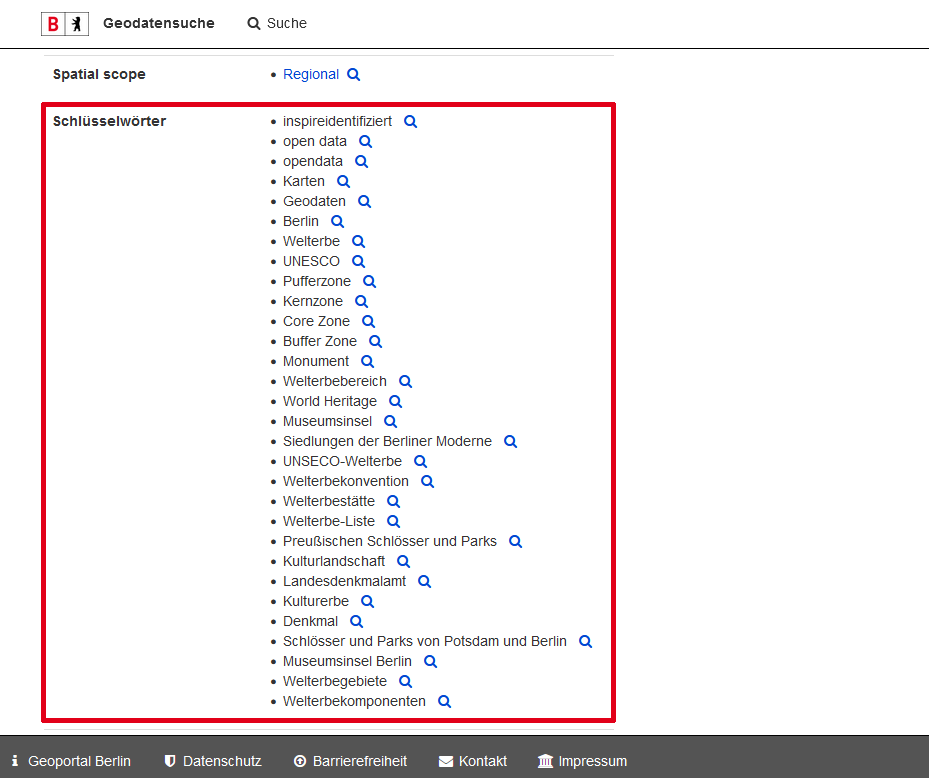 B Geodatensuche Suche
Spatial scope • Regional
Schlüsselwörter • inspireidentifiziert
• open data
• opendata
• Karten
• Geodaten
• Berlin
• Welterbe
• UNESCO
• Pufferzone
• Kernzone
• Core Zone
• Buffer Zone
• Monument
• Welterbebereich
• World Heritage
• Museumsinsel
• Siedlungen der Berliner Moderne
• UNSECO-Welterbe
• Welterbekonvention
• Welterbestätte
• Welterbe-Liste
• Preußischen Schlösser und Parks
• Kulturlandschaft
• Landesdenkmalamt
• Kulturerbe
• Denkmal
• Schlösser und Parks von Potsdam und Berlin
• Museumsinsel Berlin
• Welterbegebiete
• Welterbekomponenten
Geoportal Berlin Datenschutz Barrierefreiheit Kontakt Impressum